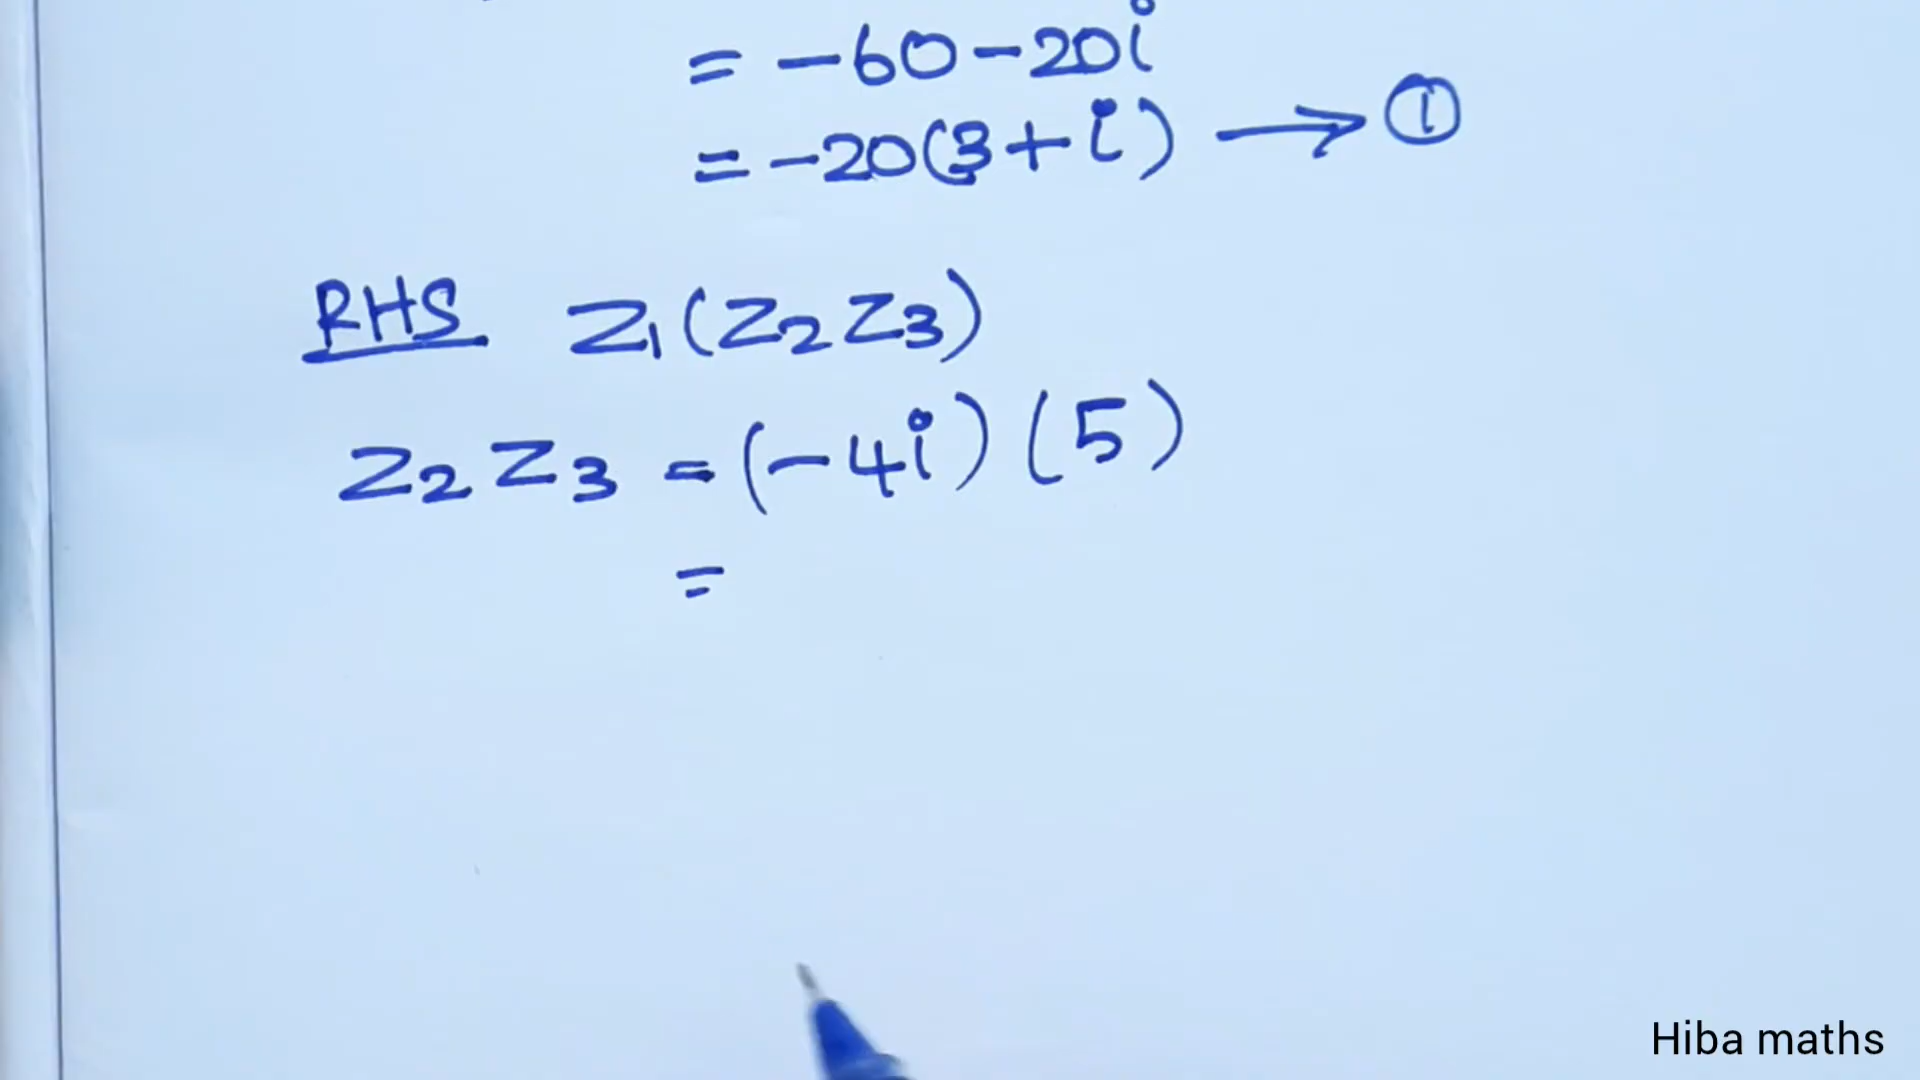 = -60-20i
= -20(3+i) → ①
RHS Z₁(Z₂Z₃)
Z₂Z₃ = (-4i)(5)
=
Hiba maths